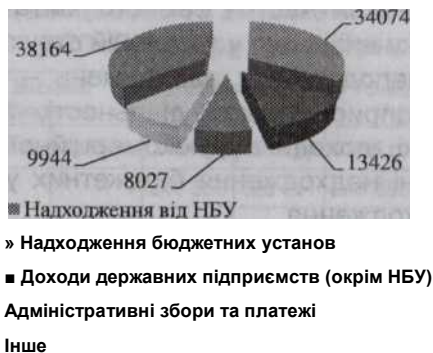 34074
38164
9944
13426
8027
Надходження від НБУ
» Надходження бюджетних установ
■ Доходи державних підприємств (окрім НБУ)
Адміністративні збори та платежі
Інше